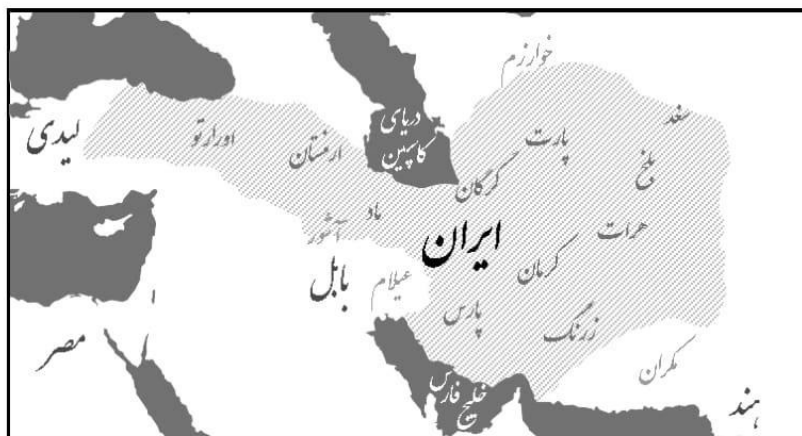 خوارزم
سغد
دریای
کاسپین
لیدی
اورارتو
ارمنستان
پارت
بلخ
گرگان
ماد
آشور
ایران
هرات
کرمان
بابل
عیلام
پارس
زرنگ
مصر
مکران
خلیج فارس
هند